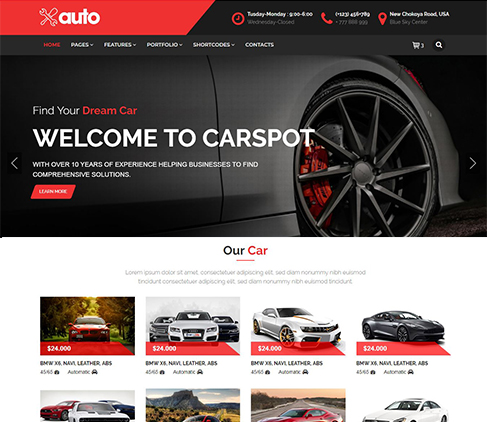 auto
Tusday-Monday : 9:00-6:00
Wednesday-Closed
(+123) 456-789
+ 777 888 999
New Chokoya Road, USA
Blue Sky Center
HOME PAGES FEATURES PORTFOLIO SHORTCODES CONTACTS
3
Find Your Dream Car
WELCOME TO CARSPOT
WITH OVER 10 YEARS OF EXPERIENCE HELPING BUSINESSES TO FIND
COMPREHENSIVE SOLUTIONS.
LEARN MORE
Our Car
Lorem ipsum dolor sit amet, consectetuer adipiscing elit, sed diam nonummy nibh euismod
tincidunt consectetuer adipiscing elit, sed diam nonummy nibh
$24.000 $24.000 $24.000 $24.000
BMW X6, NAVI, LEATHER, ABS BMW X6, NAVI, LEATHER, ABS BMW X6, NAVI, LEATHER, ABS BMW X6, NAVI, LEATHER, ABS
45/65 Automatic 45/65 Automatic 45/65 Automatic 45/65 Automatic